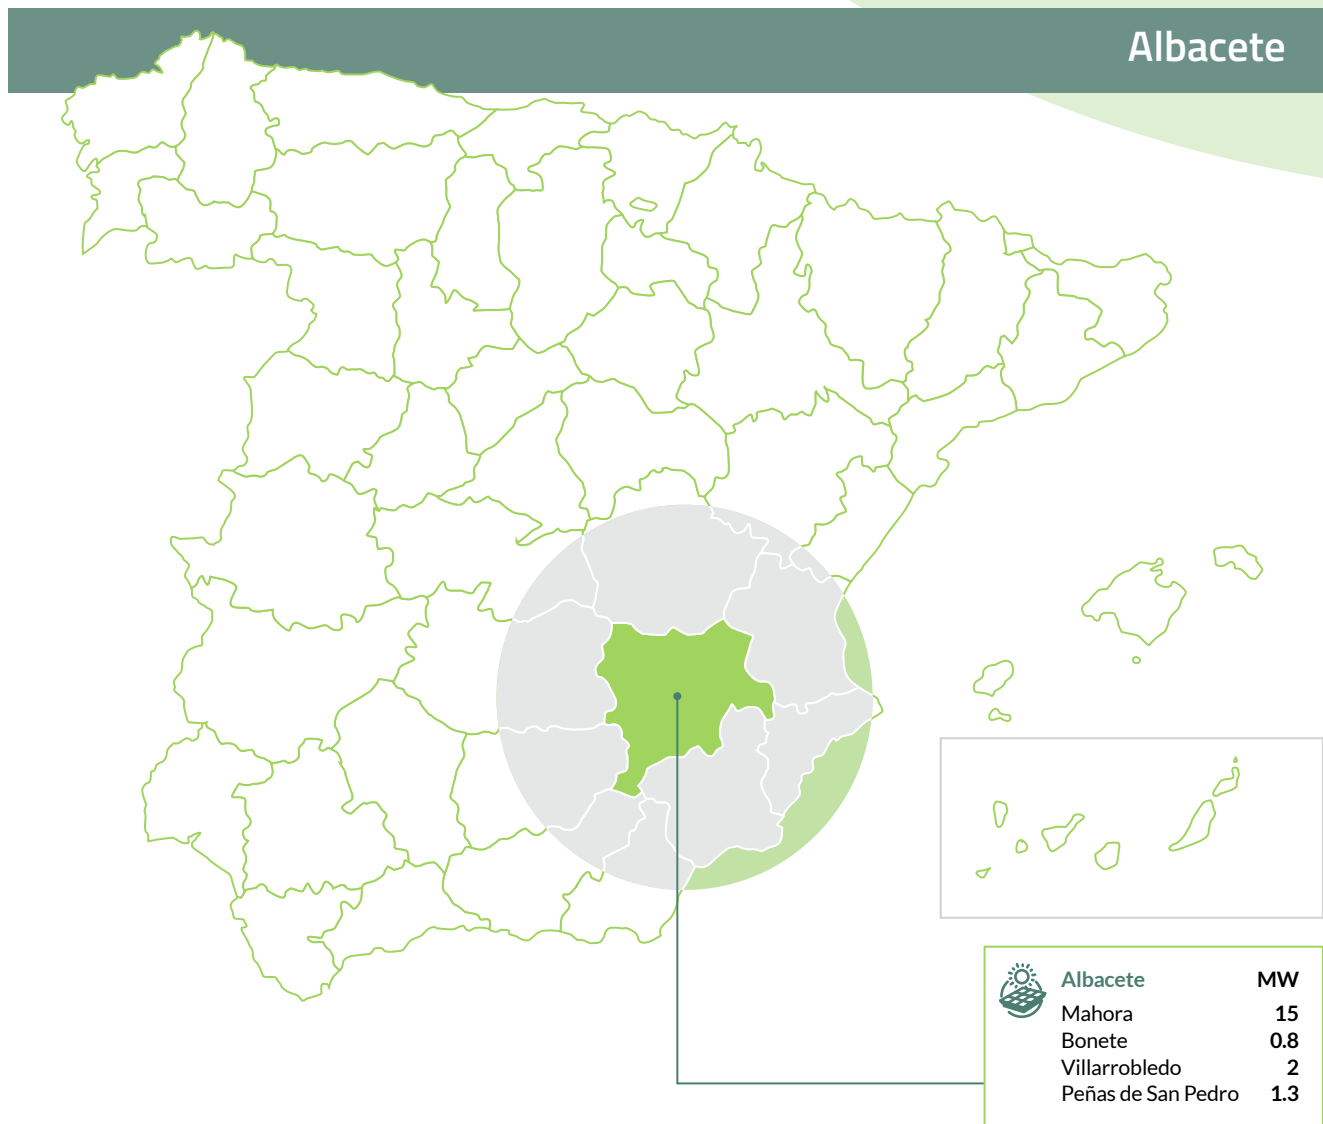 Albacete
Albacete MW
Mahora 15
Bonete 0.8
Villarrobledo 2
Peñas de San Pedro 1.3